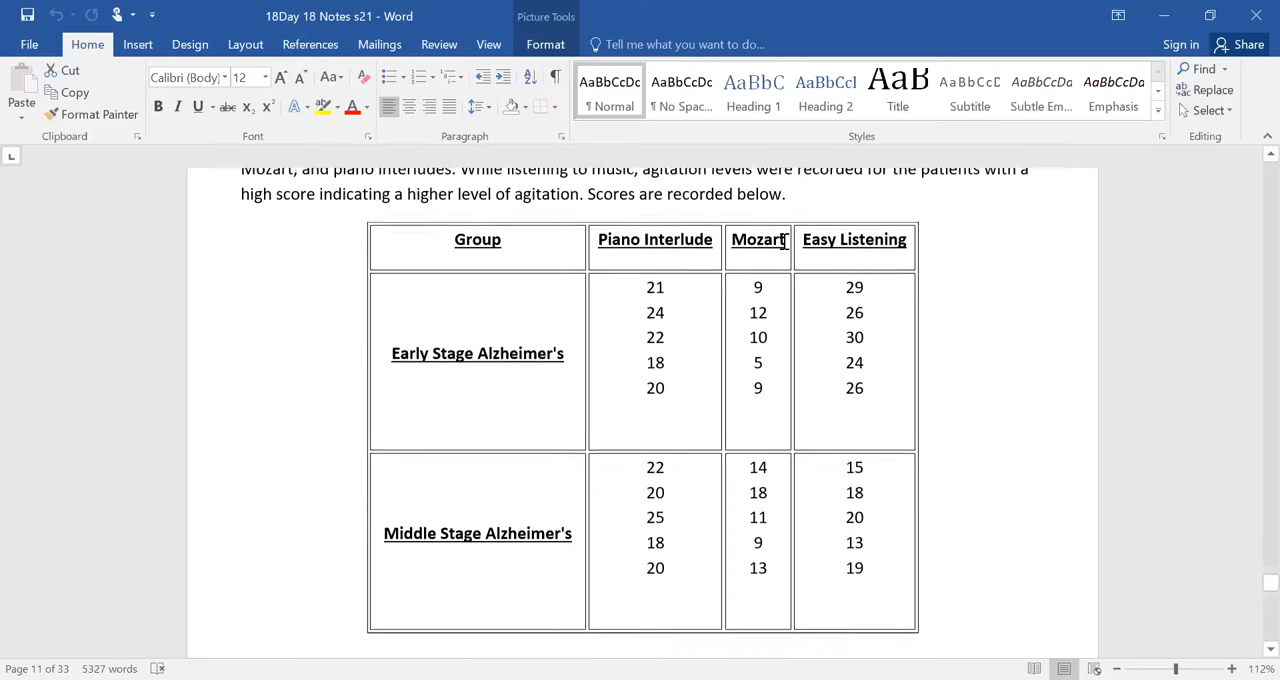 18Day 18 Notes s21 - Word
Picture Tools
File
Home
Insert
Design
Layout
References
Mailings
Review
View
Format
Tell me what you want to do...
Sign in
Share
Paste
Cut
Copy
Format Painter
Clipboard
Calibri (Body)
12
Font
Paragraph
AaBbCcDc
¶ Normal
AaBbCcDc
¶ No Spac...
AaBbC
Heading 1
AaBbCcI
Heading 2
AaB
Title
AaBbCcD
Subtitle
AaBbCcDc
Subtle Em...
AaBbCcDc
Emphasis
Styles
Find
Replace
Select
Editing
Mozart, and piano interludes. While listening to music, agitation levels were recorded for the patients with a
high score indicating a higher level of agitation. Scores are recorded below.
Group Piano Interlude Mozart Easy Listening
Early Stage Alzheimer's
21 9 29
24 12 26
22 10 30
18 5 24
20 9 26
Middle Stage Alzheimer's
22 14 15
20 18 18
25 11 20
18 9 13
20 13 19
Page 11 of 33
5327 words
112%